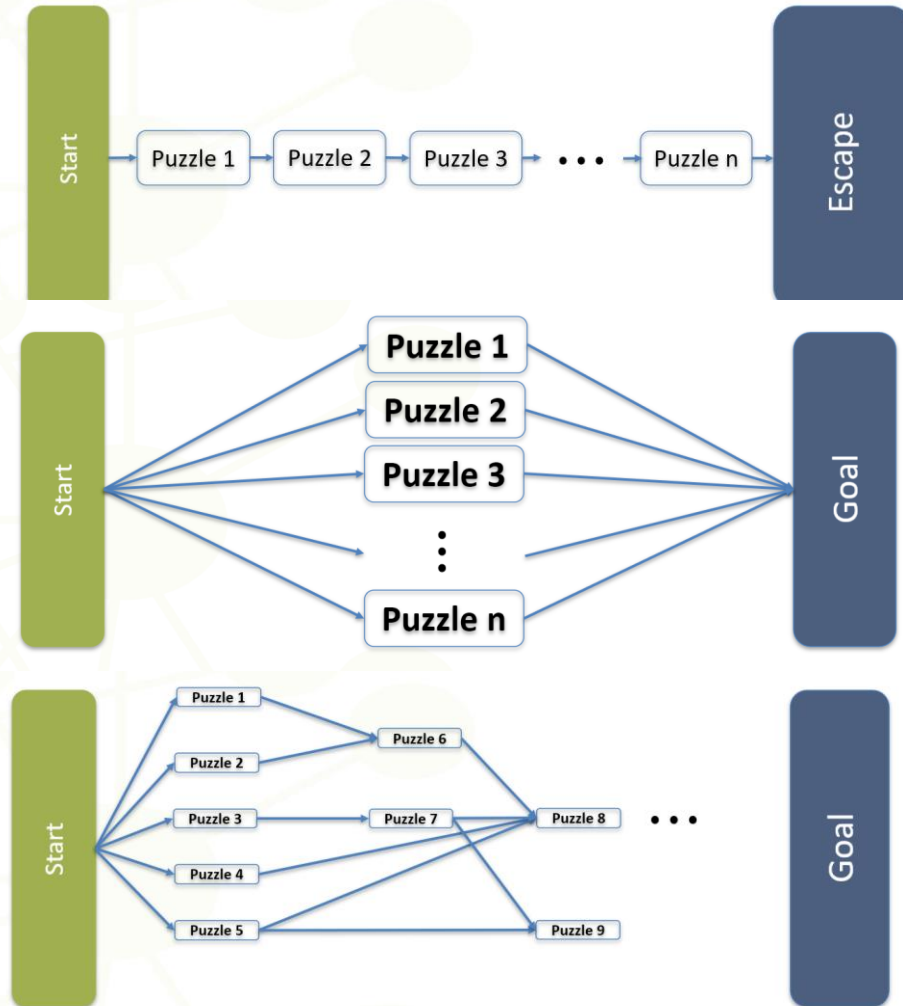 Start
Puzzle 1
Puzzle 2
Puzzle 3
• • •
Puzzle n
Escape
Start
Puzzle 1
Puzzle 2
Puzzle 3
⋮
Puzzle n
Goal
Start
Puzzle 1
Puzzle 2
Puzzle 3
Puzzle 4
Puzzle 5
Puzzle 6
Puzzle 7
Puzzle 8
Puzzle 9
• • •
Goal